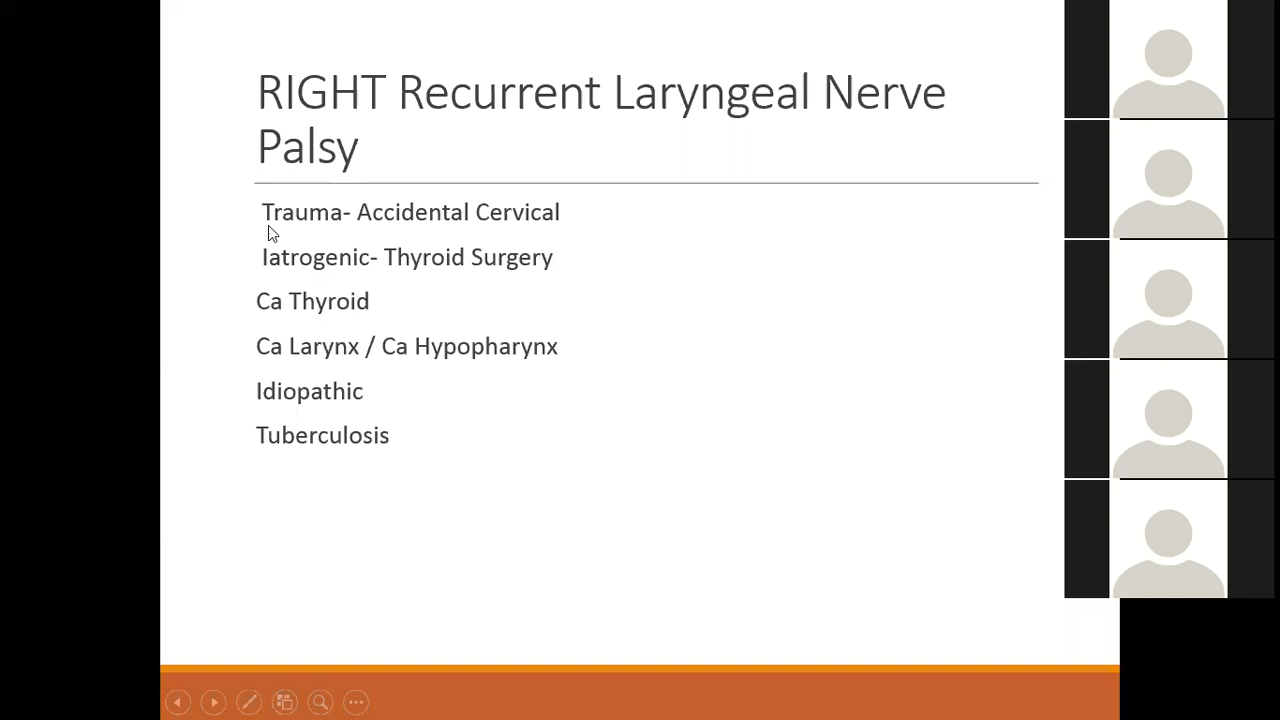 RIGHT Recurrent Laryngeal Nerve
Palsy
Trauma- Accidental Cervical
Iatrogenic- Thyroid Surgery
Ca Thyroid
Ca Larynx / Ca Hypopharynx
Idiopathic
Tuberculosis